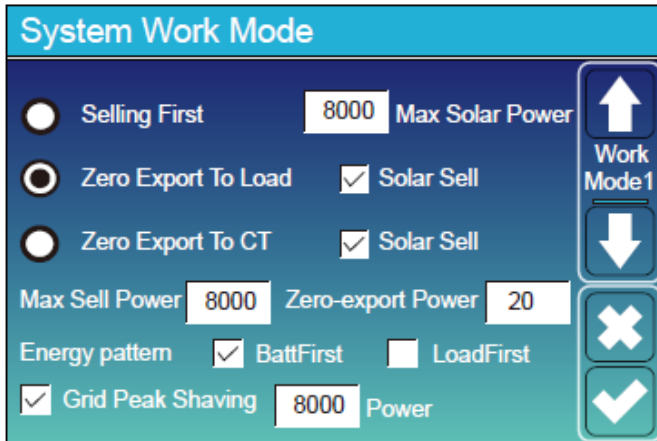 System Work Mode
Selling First 8000 Max Solar Power
Work
Mode1
Zero Export To Load Solar Sell
Zero Export To CT Solar Sell
Max Sell Power 8000 Zero-export Power 20
Energy pattern BattFirst LoadFirst
Grid Peak Shaving 8000 Power